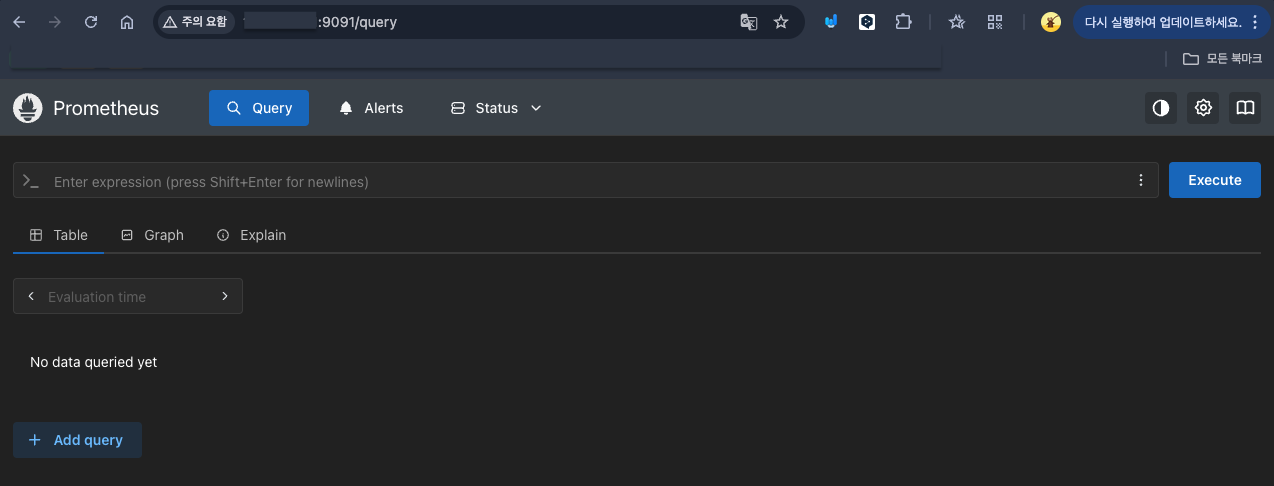 주의 요함 :9091/query 다시 실행하여 업데이트하세요.
모든 북마크
Prometheus Query Alerts Status
Enter expression (press Shift+Enter for newlines) Execute
Table Graph Explain
Evaluation time
No data queried yet
Add query